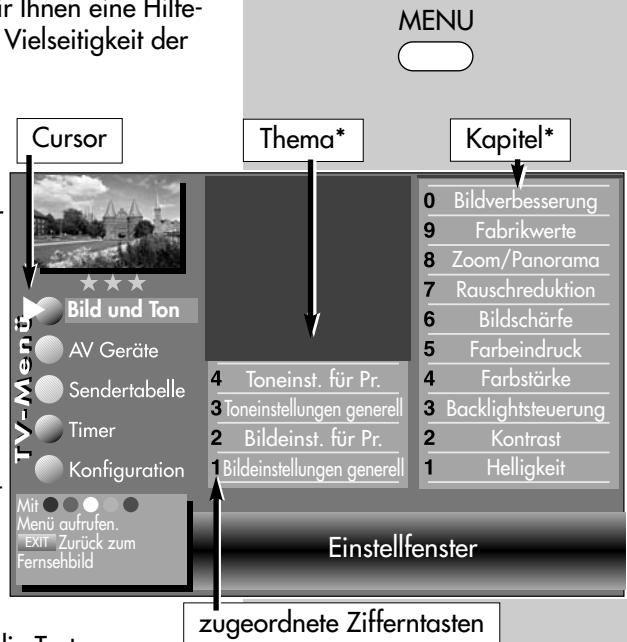 ir Ihnen eine Hilfe-
Vielseitigkeit der
MENU
Cursor
Thema*
Kapitel*
TV-Menü
Bild und Ton
AV Geräte
Sendertabelle
Timer
Konfiguration
Mit
Menü aufrufen.
EXIT Zurück zum
Fernsehbild
4 Toneinst. für Pr.
3 Toneinstellungen generell
2 Bildeinst. für Pr.
1 Bildeinstellungen generell
0 Bildverbesserung
9 Fabrikwerte
8 Zoom/Panorama
7 Rauschreduktion
6 Bildschärfe
5 Farbeindruck
4 Farbstärke
3 Backlightsteuerung
2 Kontrast
1 Helligkeit
Einstellfenster
zugeordnete Zifferntasten